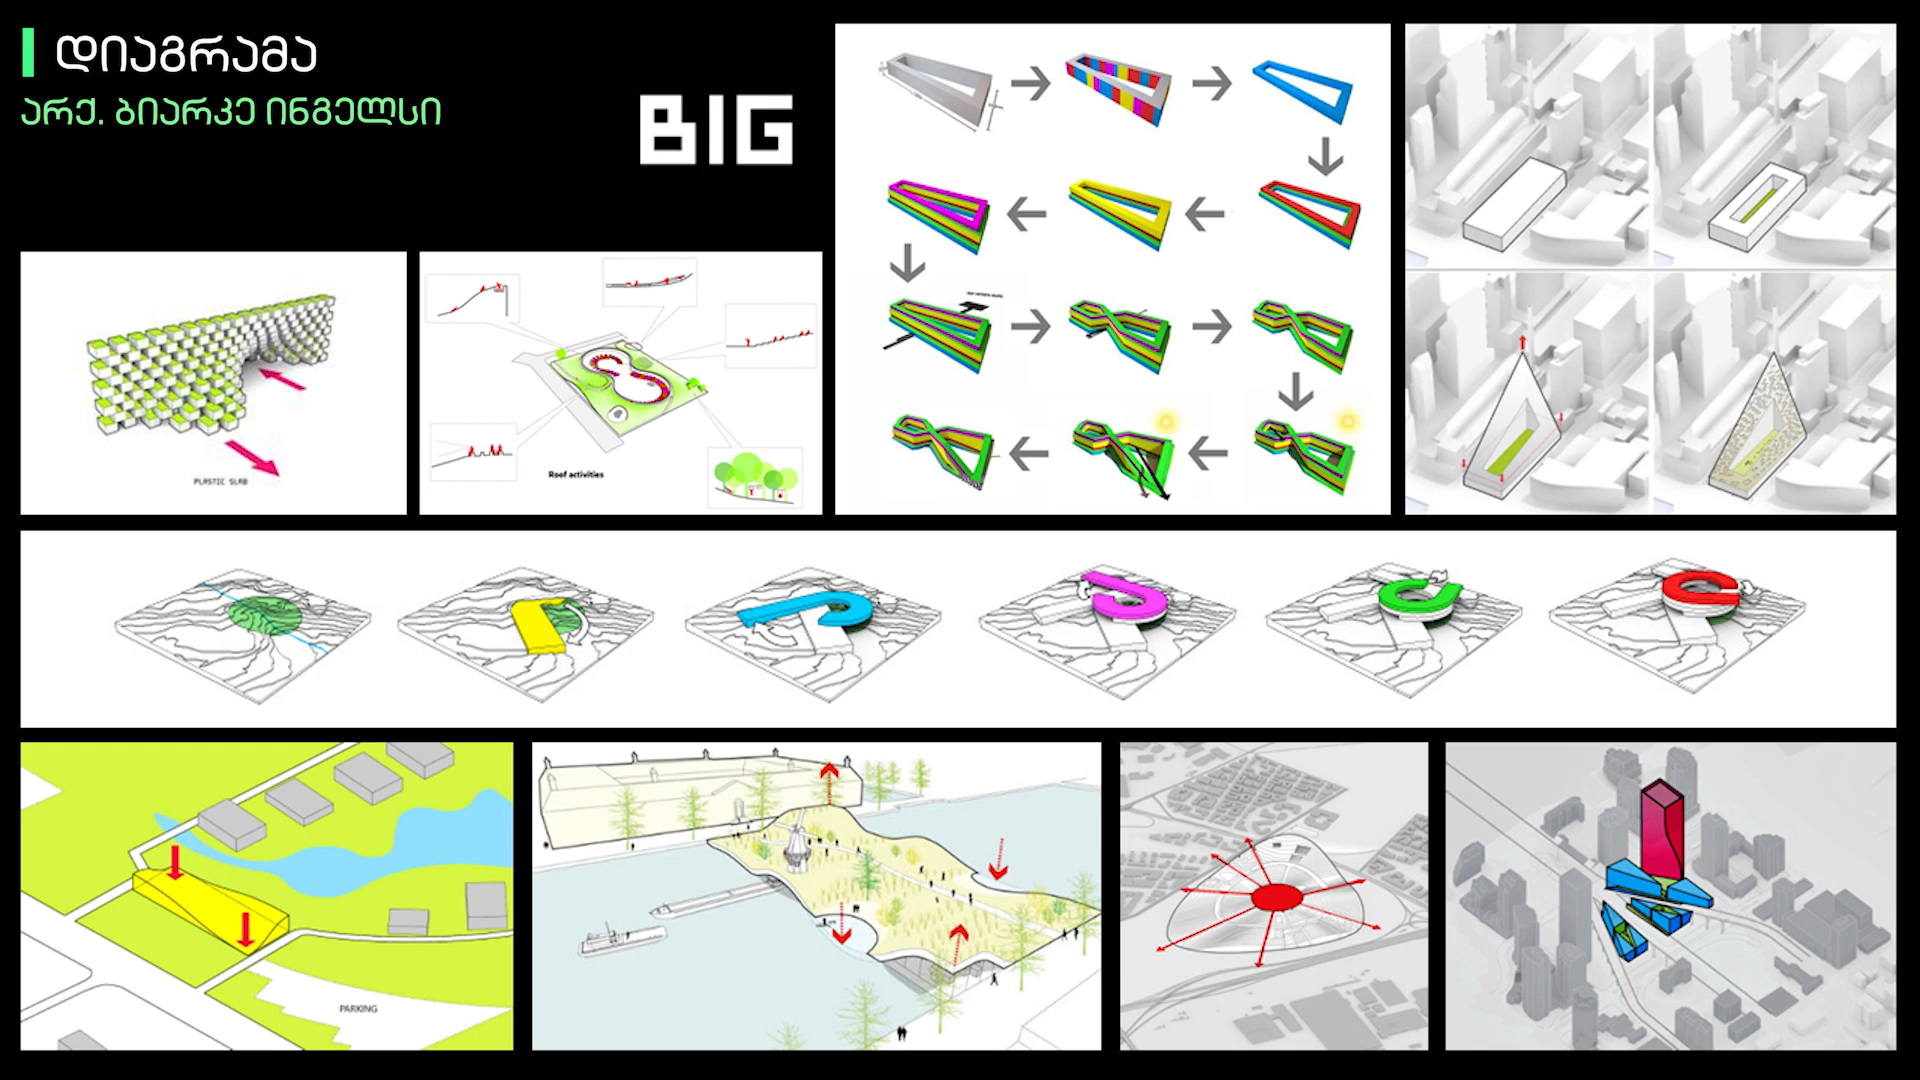 დიაგრამა
არქ. ბიარკე ინგელსი
BIG
PLASTIC SLAB
Roof activities
PARKING